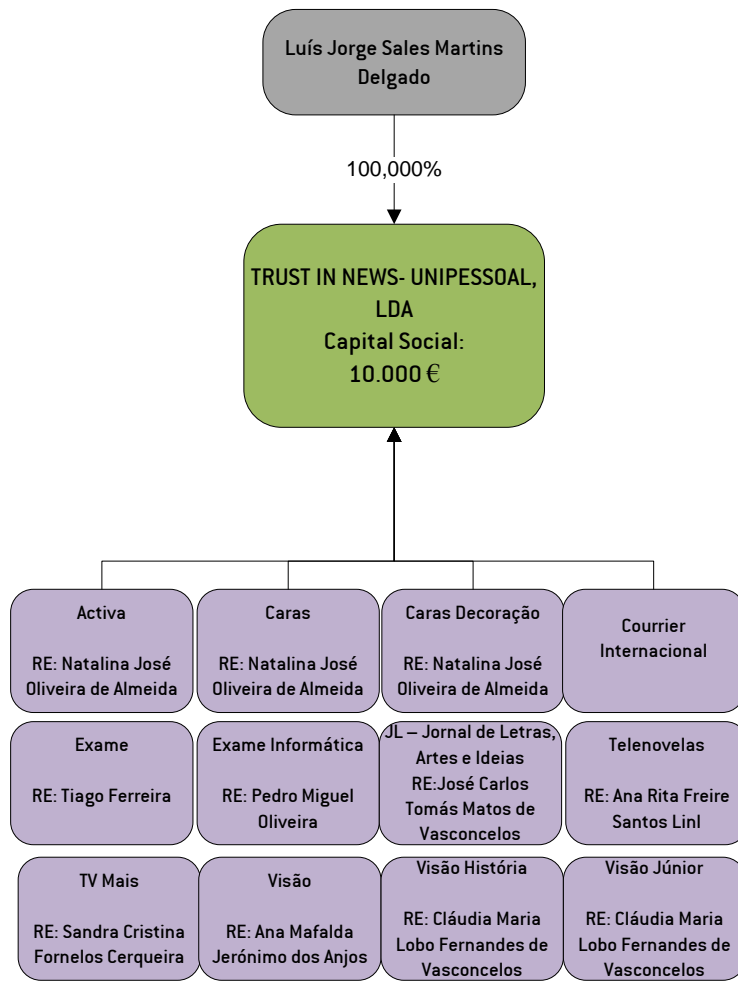 Luís Jorge Sales Martins
Delgado
100,000%
TRUST IN NEWS- UNIPESSOAL,
LDA
Capital Social:
10.000 €
Activa
RE: Natalina José
Oliveira de Almeida
Caras
RE: Natalina José
Oliveira de Almeida
Caras Decoração
RE: Natalina José
Oliveira de Almeida
Courrier
Internacional
Exame
RE: Tiago Ferreira
Exame Informática
RE: Pedro Miguel
Oliveira
JL – Jornal de Letras,
Artes e Ideias
RE:José Carlos
Tomás Matos de
Vasconcelos
Telenovelas
RE: Ana Rita Freire
Santos Linl
TV Mais
RE: Sandra Cristina
Fornelos Cerqueira
Visão
RE: Ana Mafalda
Jerónimo dos Anjos
Visão História
RE: Cláudia Maria
Lobo Fernandes de
Vasconcelos
Visão Júnior
RE: Cláudia Maria
Lobo Fernandes de
Vasconcelos